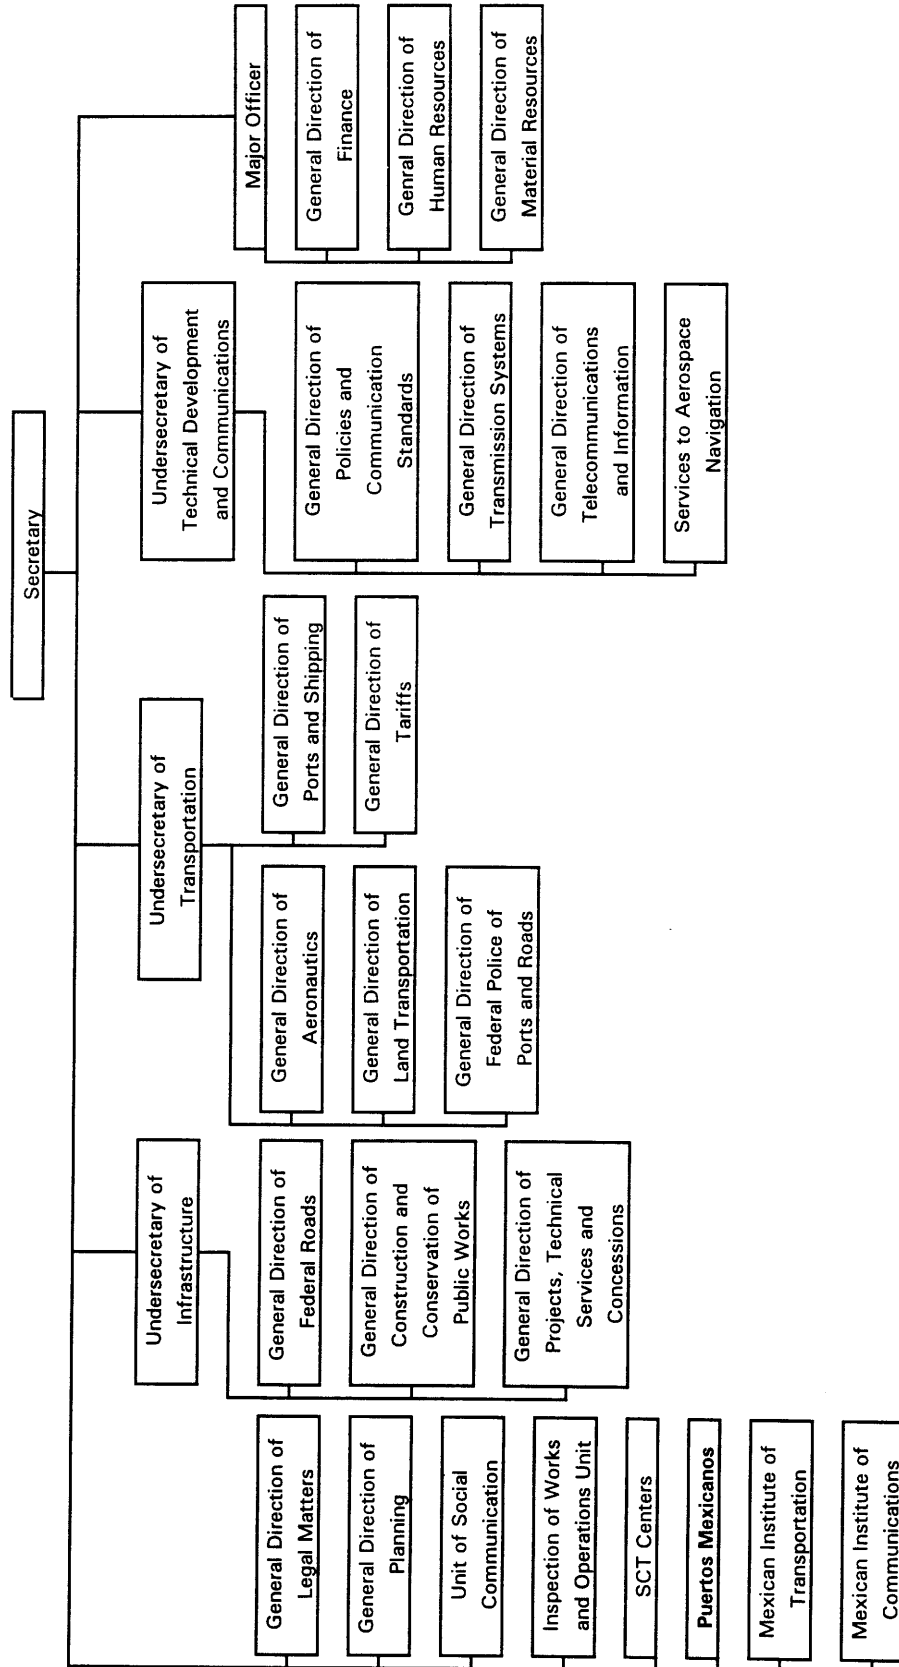 Secretary
Undersecretary of
Infrastructure
Undersecretary of
Transportation
Undersecretary of
Technical Development
and Communications
Major Officer
General Direction of
Legal Matters
General Direction of
Planning
Unit of Social
Communication
Inspection of Works
and Operations Unit
SCT Centers
Puertos Mexicanos
Mexican Institute of
Transportation
Mexican Institute of
Communications
General Direction of
Federal Roads
General Direction of
Construction and
Conservation of
Public Works
General Direction of
Projects, Technical
Services and
Concessions
General Direction of
Aeronautics
General Direction of
Land Transportation
General Direction of
Federal Police of
Ports and Roads
General Direction of
Ports and Shipping
General Direction of
Tariffs
General Direction of
Policies and
Communication
Standards
General Direction of
Transmission Systems
General Direction of
Telecommunications
and Information
Services to Aerospace
Navigation
General Direction of
Finance
Genral Direction of
Human Resources
General Direction of
Material Resources